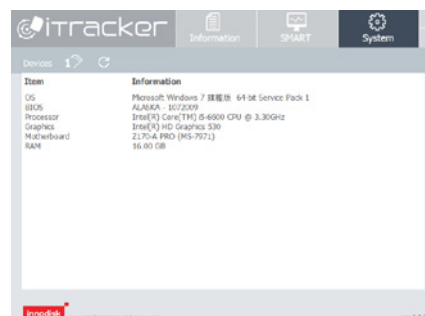 iTracker
Information
SMART
System
Devices 1
Item Information
OS Microsoft Windows 7 旗艦版 64-bit Service Pack 1
BIOS ALASKA - 1072009
Processor Intel(R) Core(TM) i5-6600 CPU @ 3.30GHz
Graphics Intel(R) HD Graphics 530
Motherboard Z170-A PRO (MS-7971)
RAM 16.00 GB
innodisk